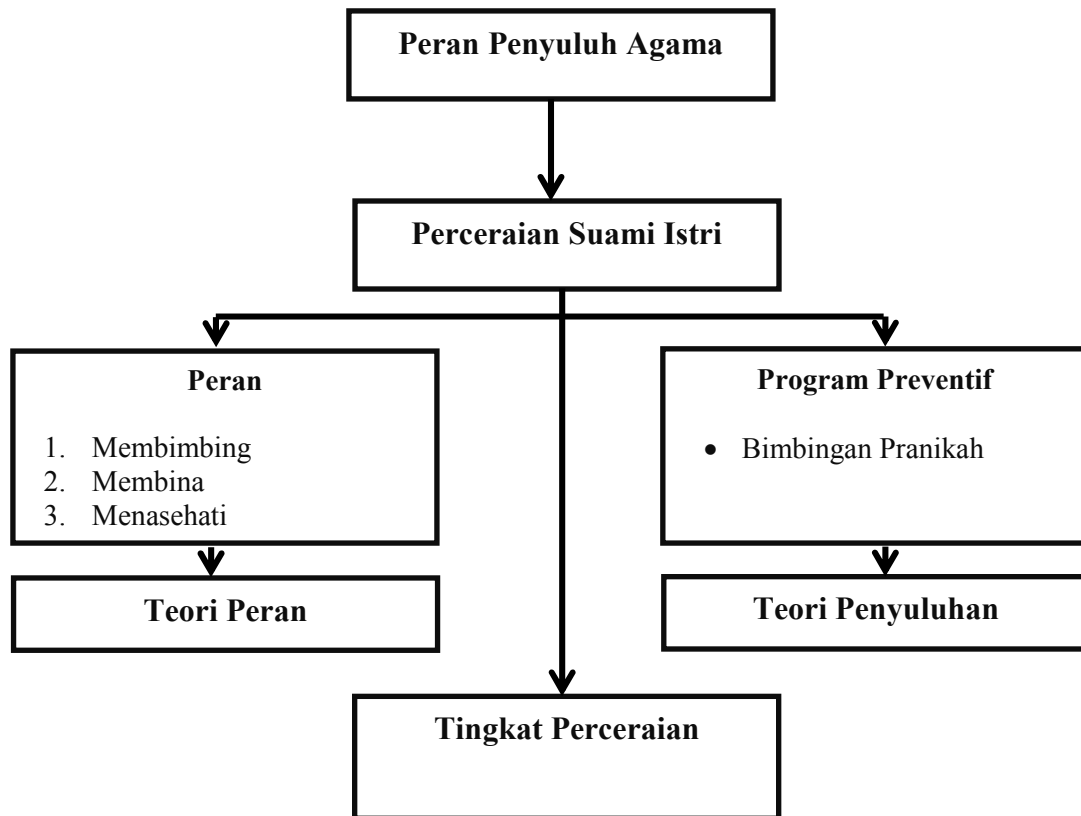 Peran Penyuluh Agama
Perceraian Suami Istri
Peran
1. Membimbing
2. Membina
3. Menasehati
Program Preventif
• Bimbingan Pranikah
Teori Peran
Teori Penyuluhan
Tingkat Perceraian